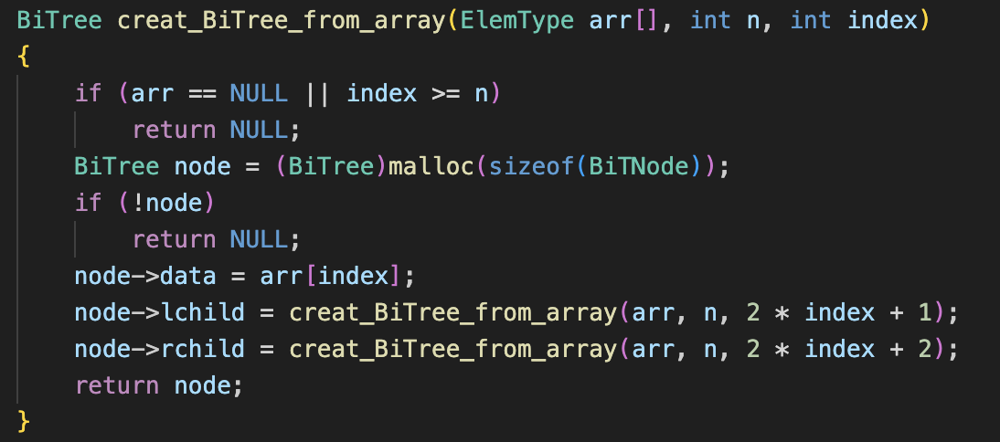 BiTree creat_BiTree_from_array(ElemType arr[], int n, int index)
{
    if (arr == NULL || index >= n)
        return NULL;
    BiTree node = (BiTree)malloc(sizeof(BiTNode));
    if (!node)
        return NULL;
    node->data = arr[index];
    node->lchild = creat_BiTree_from_array(arr, n, 2 * index + 1);
    node->rchild = creat_BiTree_from_array(arr, n, 2 * index + 2);
    return node;
}